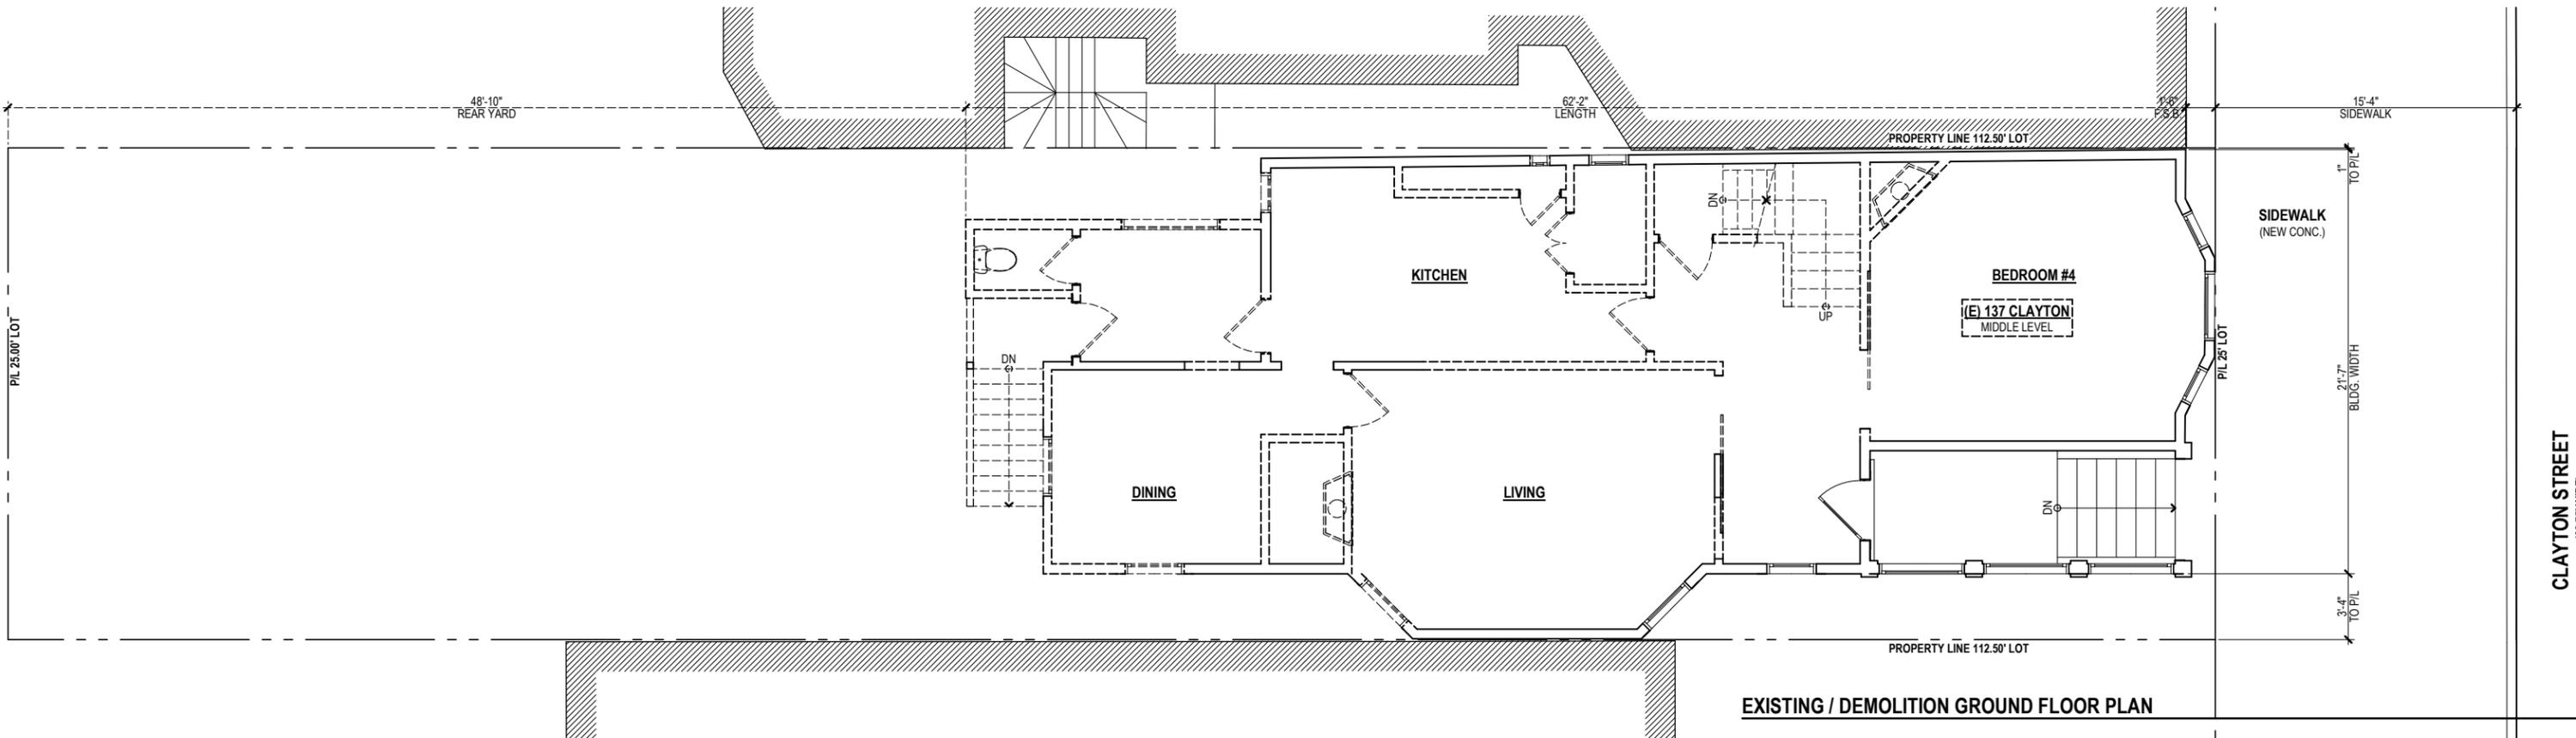 48'-10"
REAR YARD
62'-2"
LENGTH
1'-6"
F.S.B.
15'-4"
SIDEWALK
PROPERTY LINE 112.50' LOT
1"
TO P/L
SIDEWALK
(NEW CONC.)
DN
KITCHEN
BEDROOM #4
(E) 137 CLAYTON
MIDDLE LEVEL
UP
P/L 25.00' LOT
P/L 25' LOT
21'-7"
BLDG. WIDTH
DN
DINING
LIVING
DN
CLAYTON STREET
3'-4"
TO P/L
PROPERTY LINE 112.50' LOT
EXISTING / DEMOLITION GROUND FLOOR PLAN